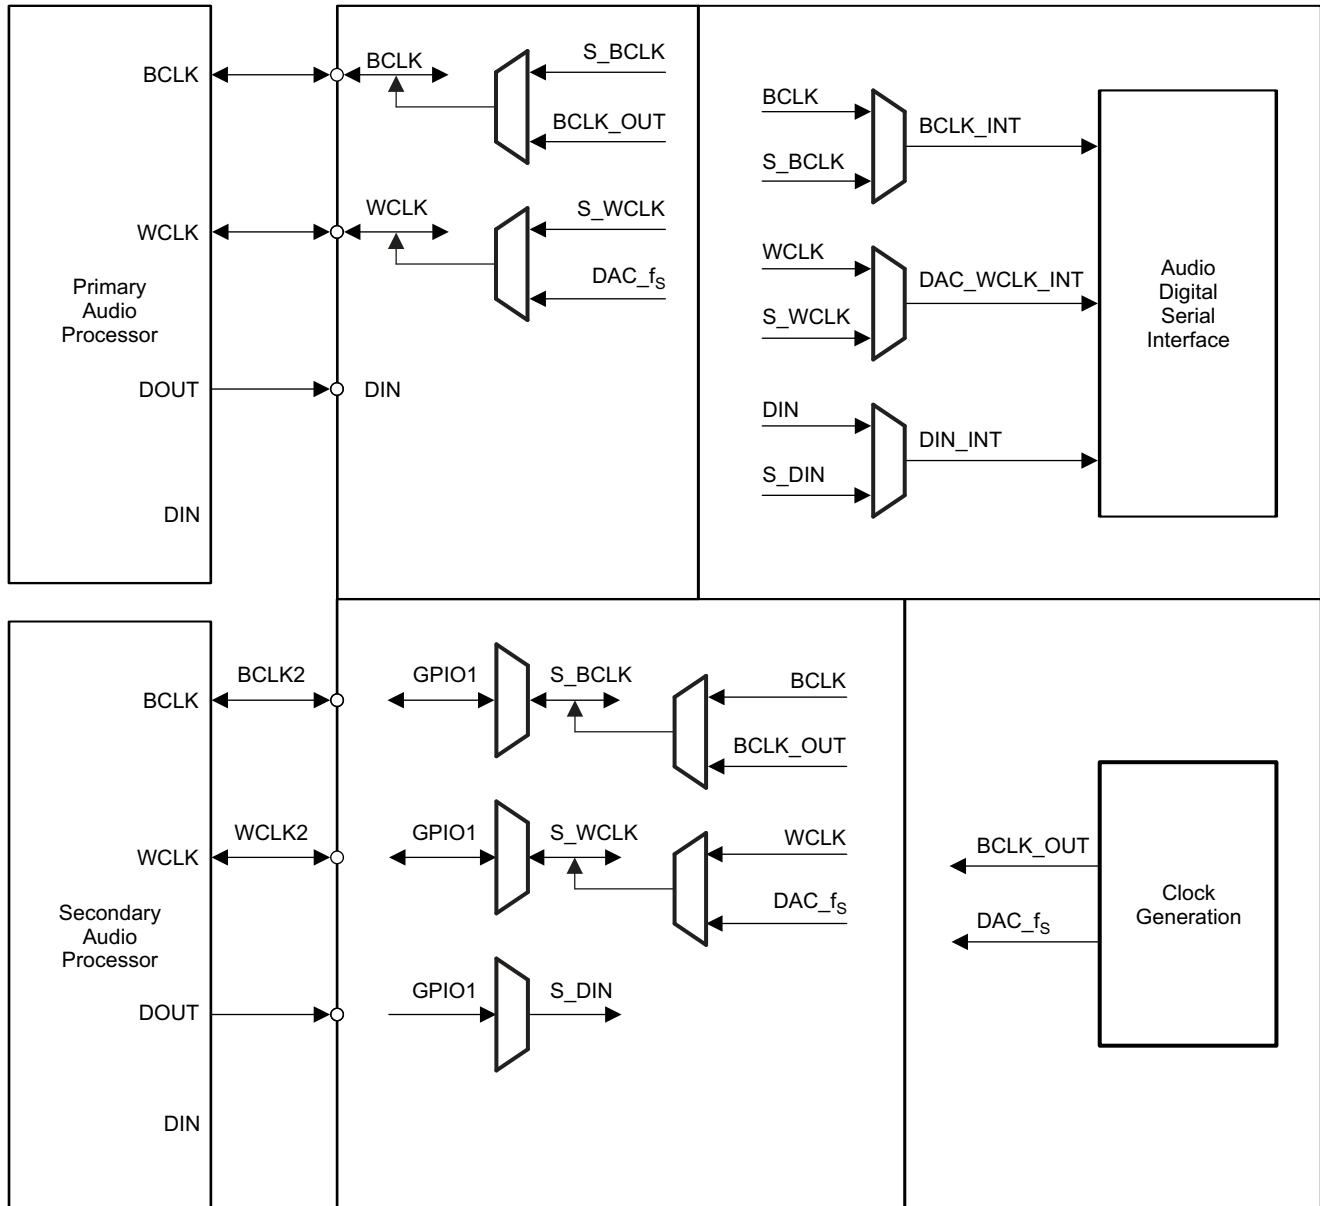 BCLK
WCLK
Primary
Audio
Processor
DOUT
DIN
BCLK
S_BCLK
BCLK_OUT
WCLK
S_WCLK
DAC_fS
DIN
BCLK
S_BCLK
BCLK_INT
WCLK
S_WCLK
DAC_WCLK_INT
DIN
S_DIN
DIN_INT
Audio
Digital
Serial
Interface
BCLK
BCLK2
WCLK
WCLK2
Secondary
Audio
Processor
DOUT
DIN
GPIO1
S_BCLK
BCLK
BCLK_OUT
GPIO1
S_WCLK
WCLK
DAC_fS
GPIO1
S_DIN
BCLK_OUT
DAC_fS
Clock
Generation